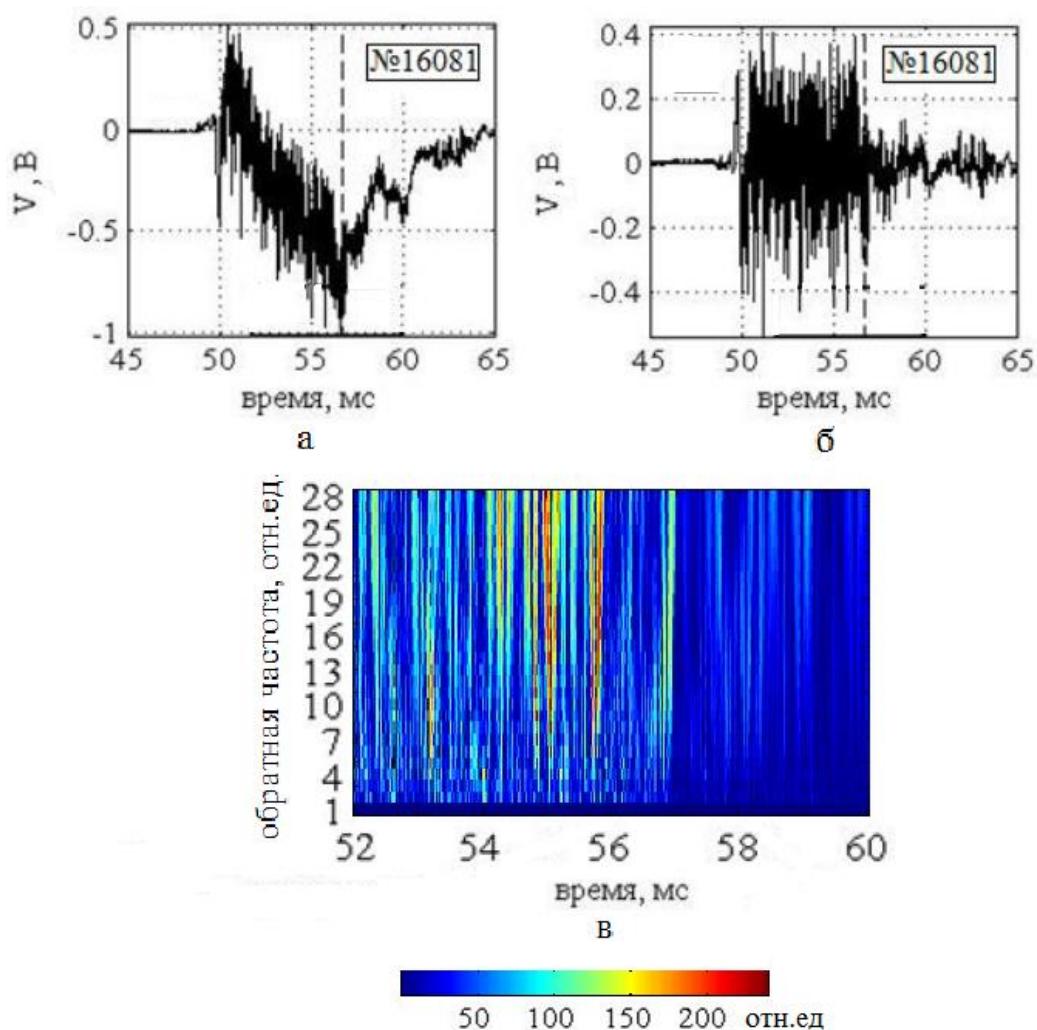 0.5
0
-0.5
-1
V, В
№16081
45 50 55 60 65
время, мс
а
0.4
0.2
0
-0.2
-0.4
V, В
№16081
45 50 55 60 65
время, мс
б
28
25
22
19
16
13
10
7
4
1
обратная частота, отн.ед.
52 54 56 58 60
время, мс
в
50 100 150 200 отн.ед